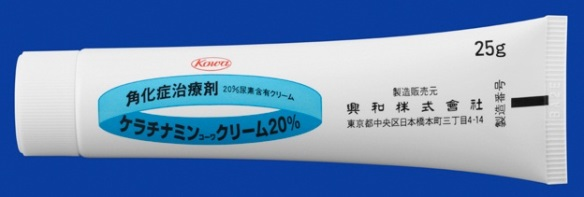 Kowa
角化症治療剤 20%尿素含有クリーム
ケラチナミンコーワクリーム20%
25g
製造販売元
興和株式會社
東京都中央区日本橋本町三丁目4-14
製造番号